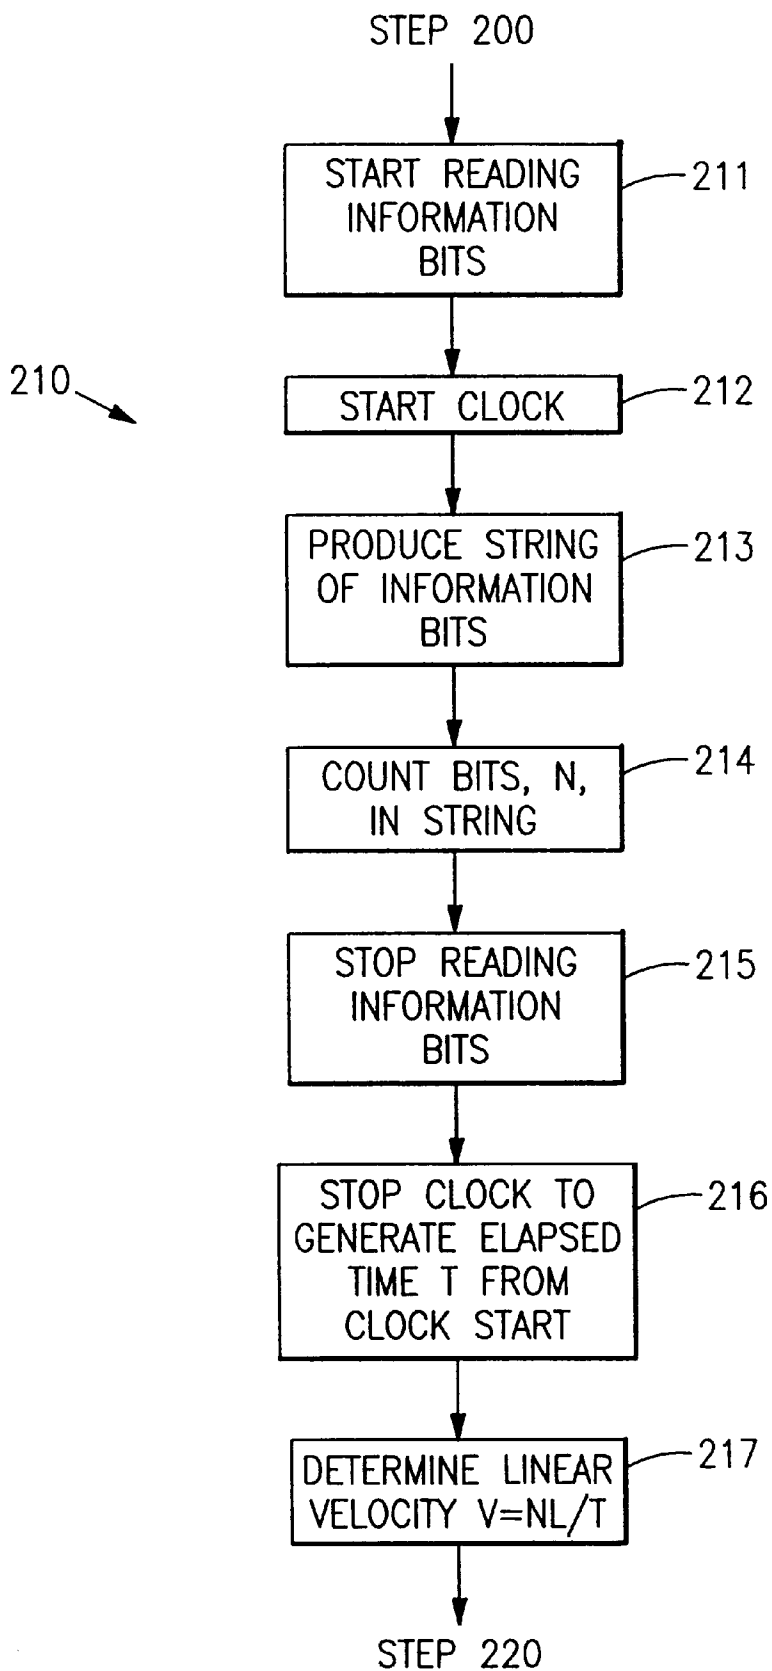 STEP 200
START READING
INFORMATION
BITS
211
210
START CLOCK
212
PRODUCE STRING
OF INFORMATION
BITS
213
COUNT BITS, N,
IN STRING
214
STOP READING
INFORMATION
BITS
215
STOP CLOCK TO
GENERATE ELAPSED
TIME T FROM
CLOCK START
216
DETERMINE LINEAR
VELOCITY V=NL/T
217
STEP 220